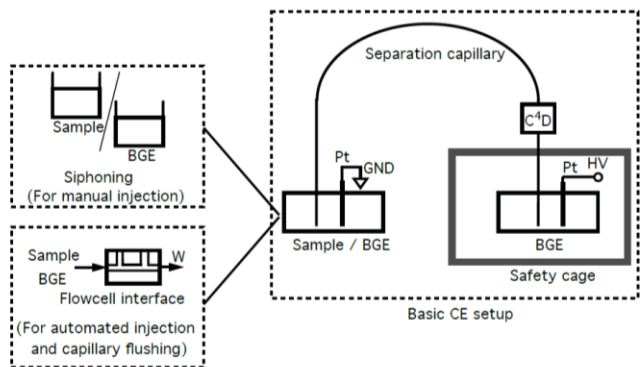 Sample
BGE
Siphoning
(For manual injection)
Sample
BGE
W
Flowcell interface
(For automated injection
and capillary flushing)
Separation capillary
C⁴D
Pt
GND
Sample / BGE
Pt
HV
BGE
Safety cage
Basic CE setup